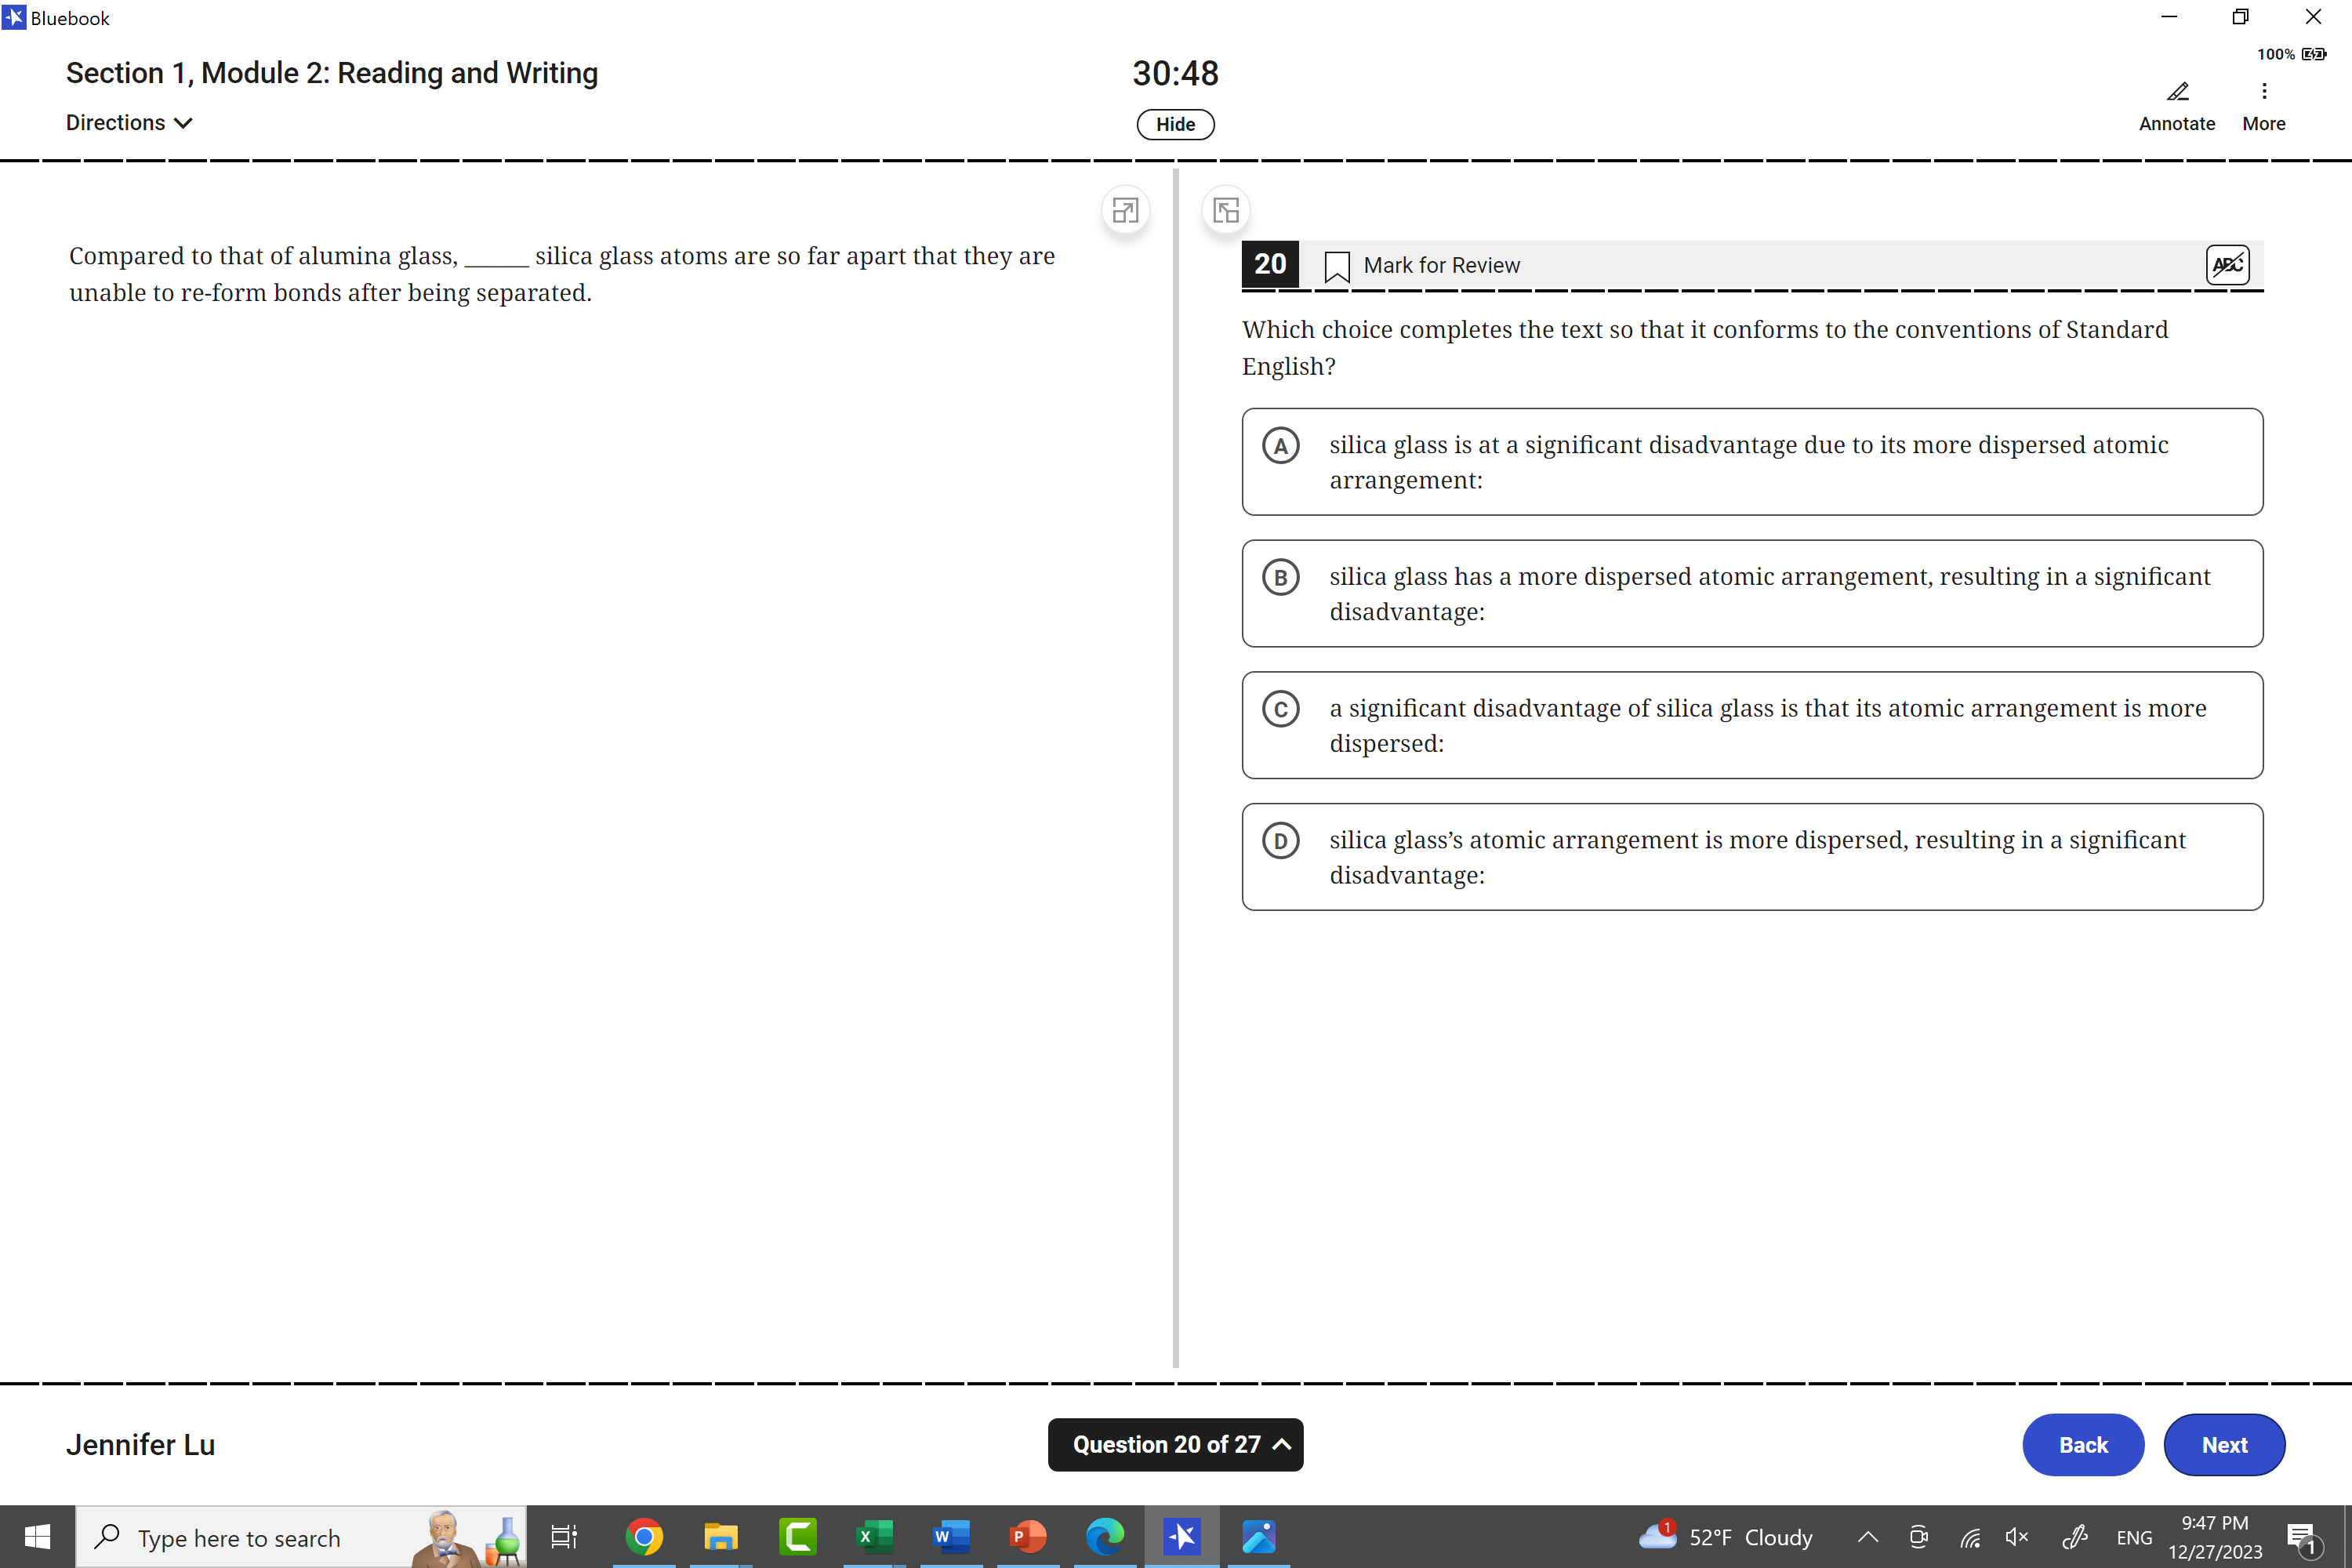 Bluebook
Section 1, Module 2: Reading and Writing
30:48
100%
Directions
Hide
Annotate
More
Compared to that of alumina glass, ______ silica glass atoms are so far apart that they are
unable to re-form bonds after being separated.
20
Mark for Review
ABC
Which choice completes the text so that it conforms to the conventions of Standard
English?
A
silica glass is at a significant disadvantage due to its more dispersed atomic
arrangement:
B
silica glass has a more dispersed atomic arrangement, resulting in a significant
disadvantage:
C
a significant disadvantage of silica glass is that its atomic arrangement is more
dispersed:
D
silica glass’s atomic arrangement is more dispersed, resulting in a significant
disadvantage:
Jennifer Lu
Question 20 of 27
Back
Next
Type here to search
X
W
P
1
52°F Cloudy
ENG
9:47 PM
12/27/2023
1